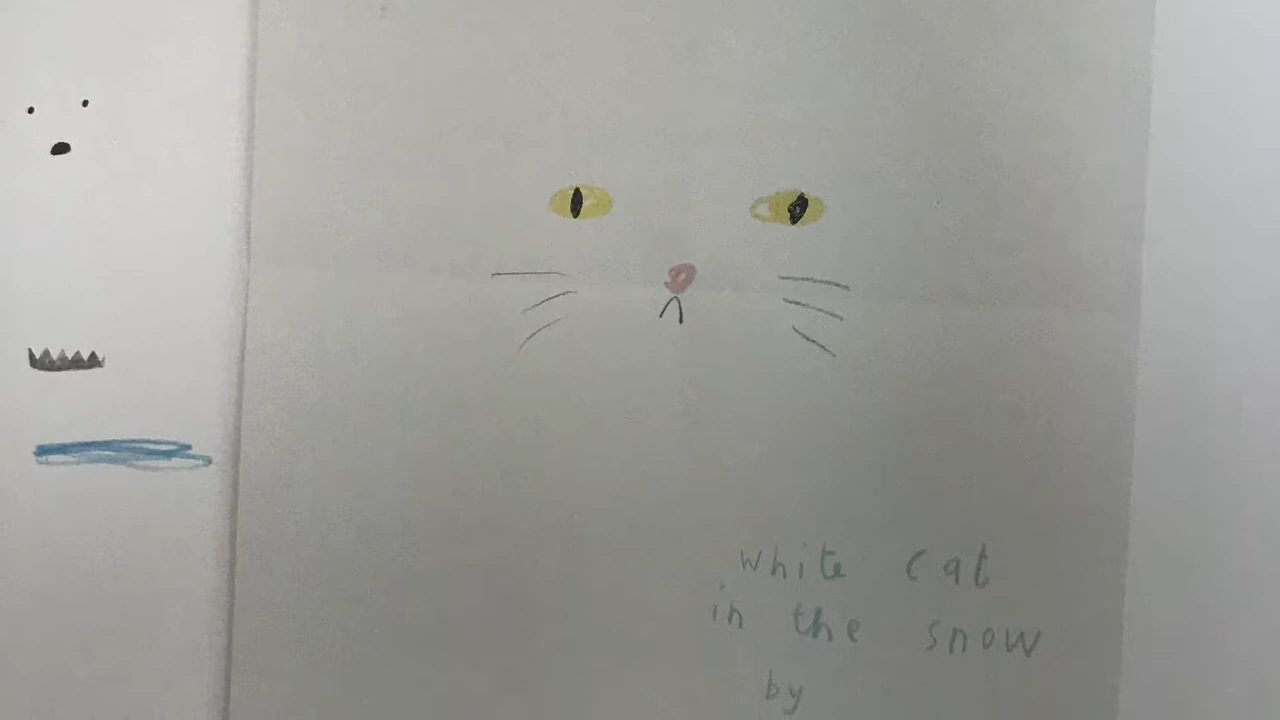 white cat
in the snow
by